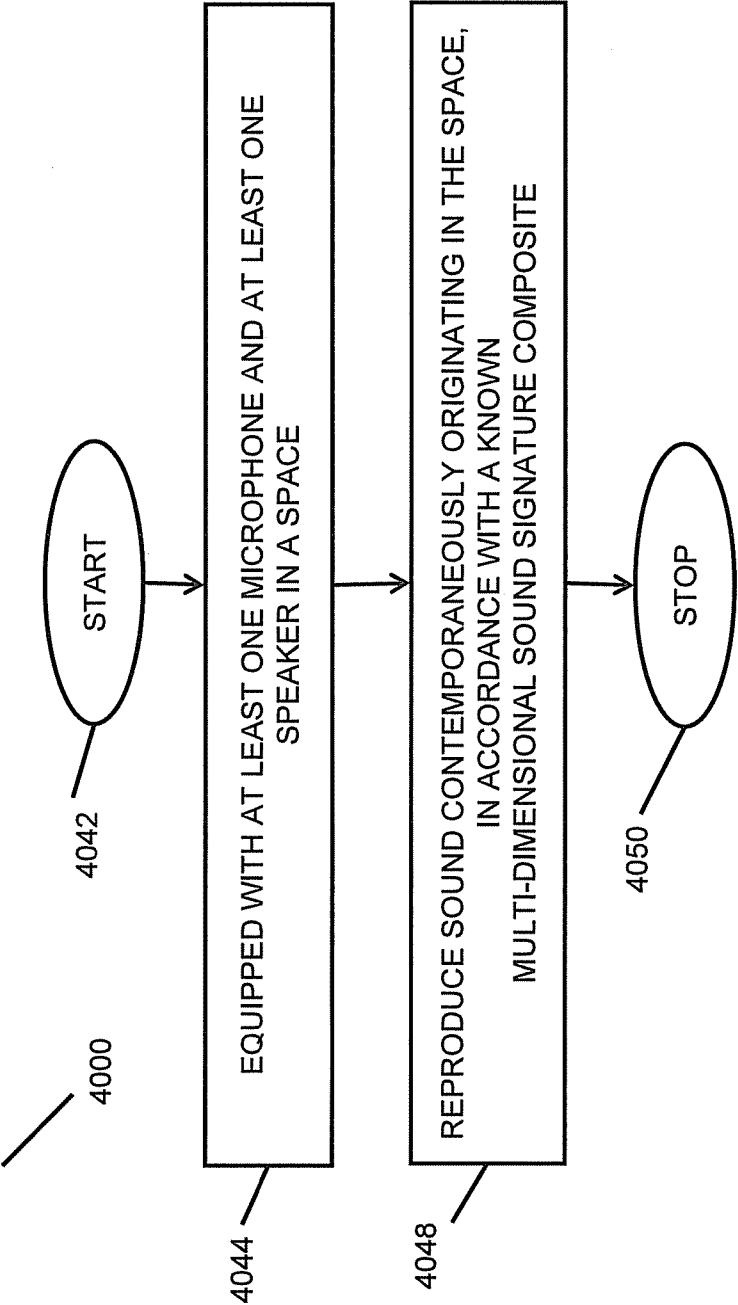 4000
4042
START
4044
EQUIPPED WITH AT LEAST ONE MICROPHONE AND AT LEAST ONE
SPEAKER IN A SPACE
4048
REPRODUCE SOUND CONTEMPORANEOUSLY ORIGINATING IN THE SPACE,
IN ACCORDANCE WITH A KNOWN
MULTI-DIMENSIONAL SOUND SIGNATURE COMPOSITE
4050
STOP